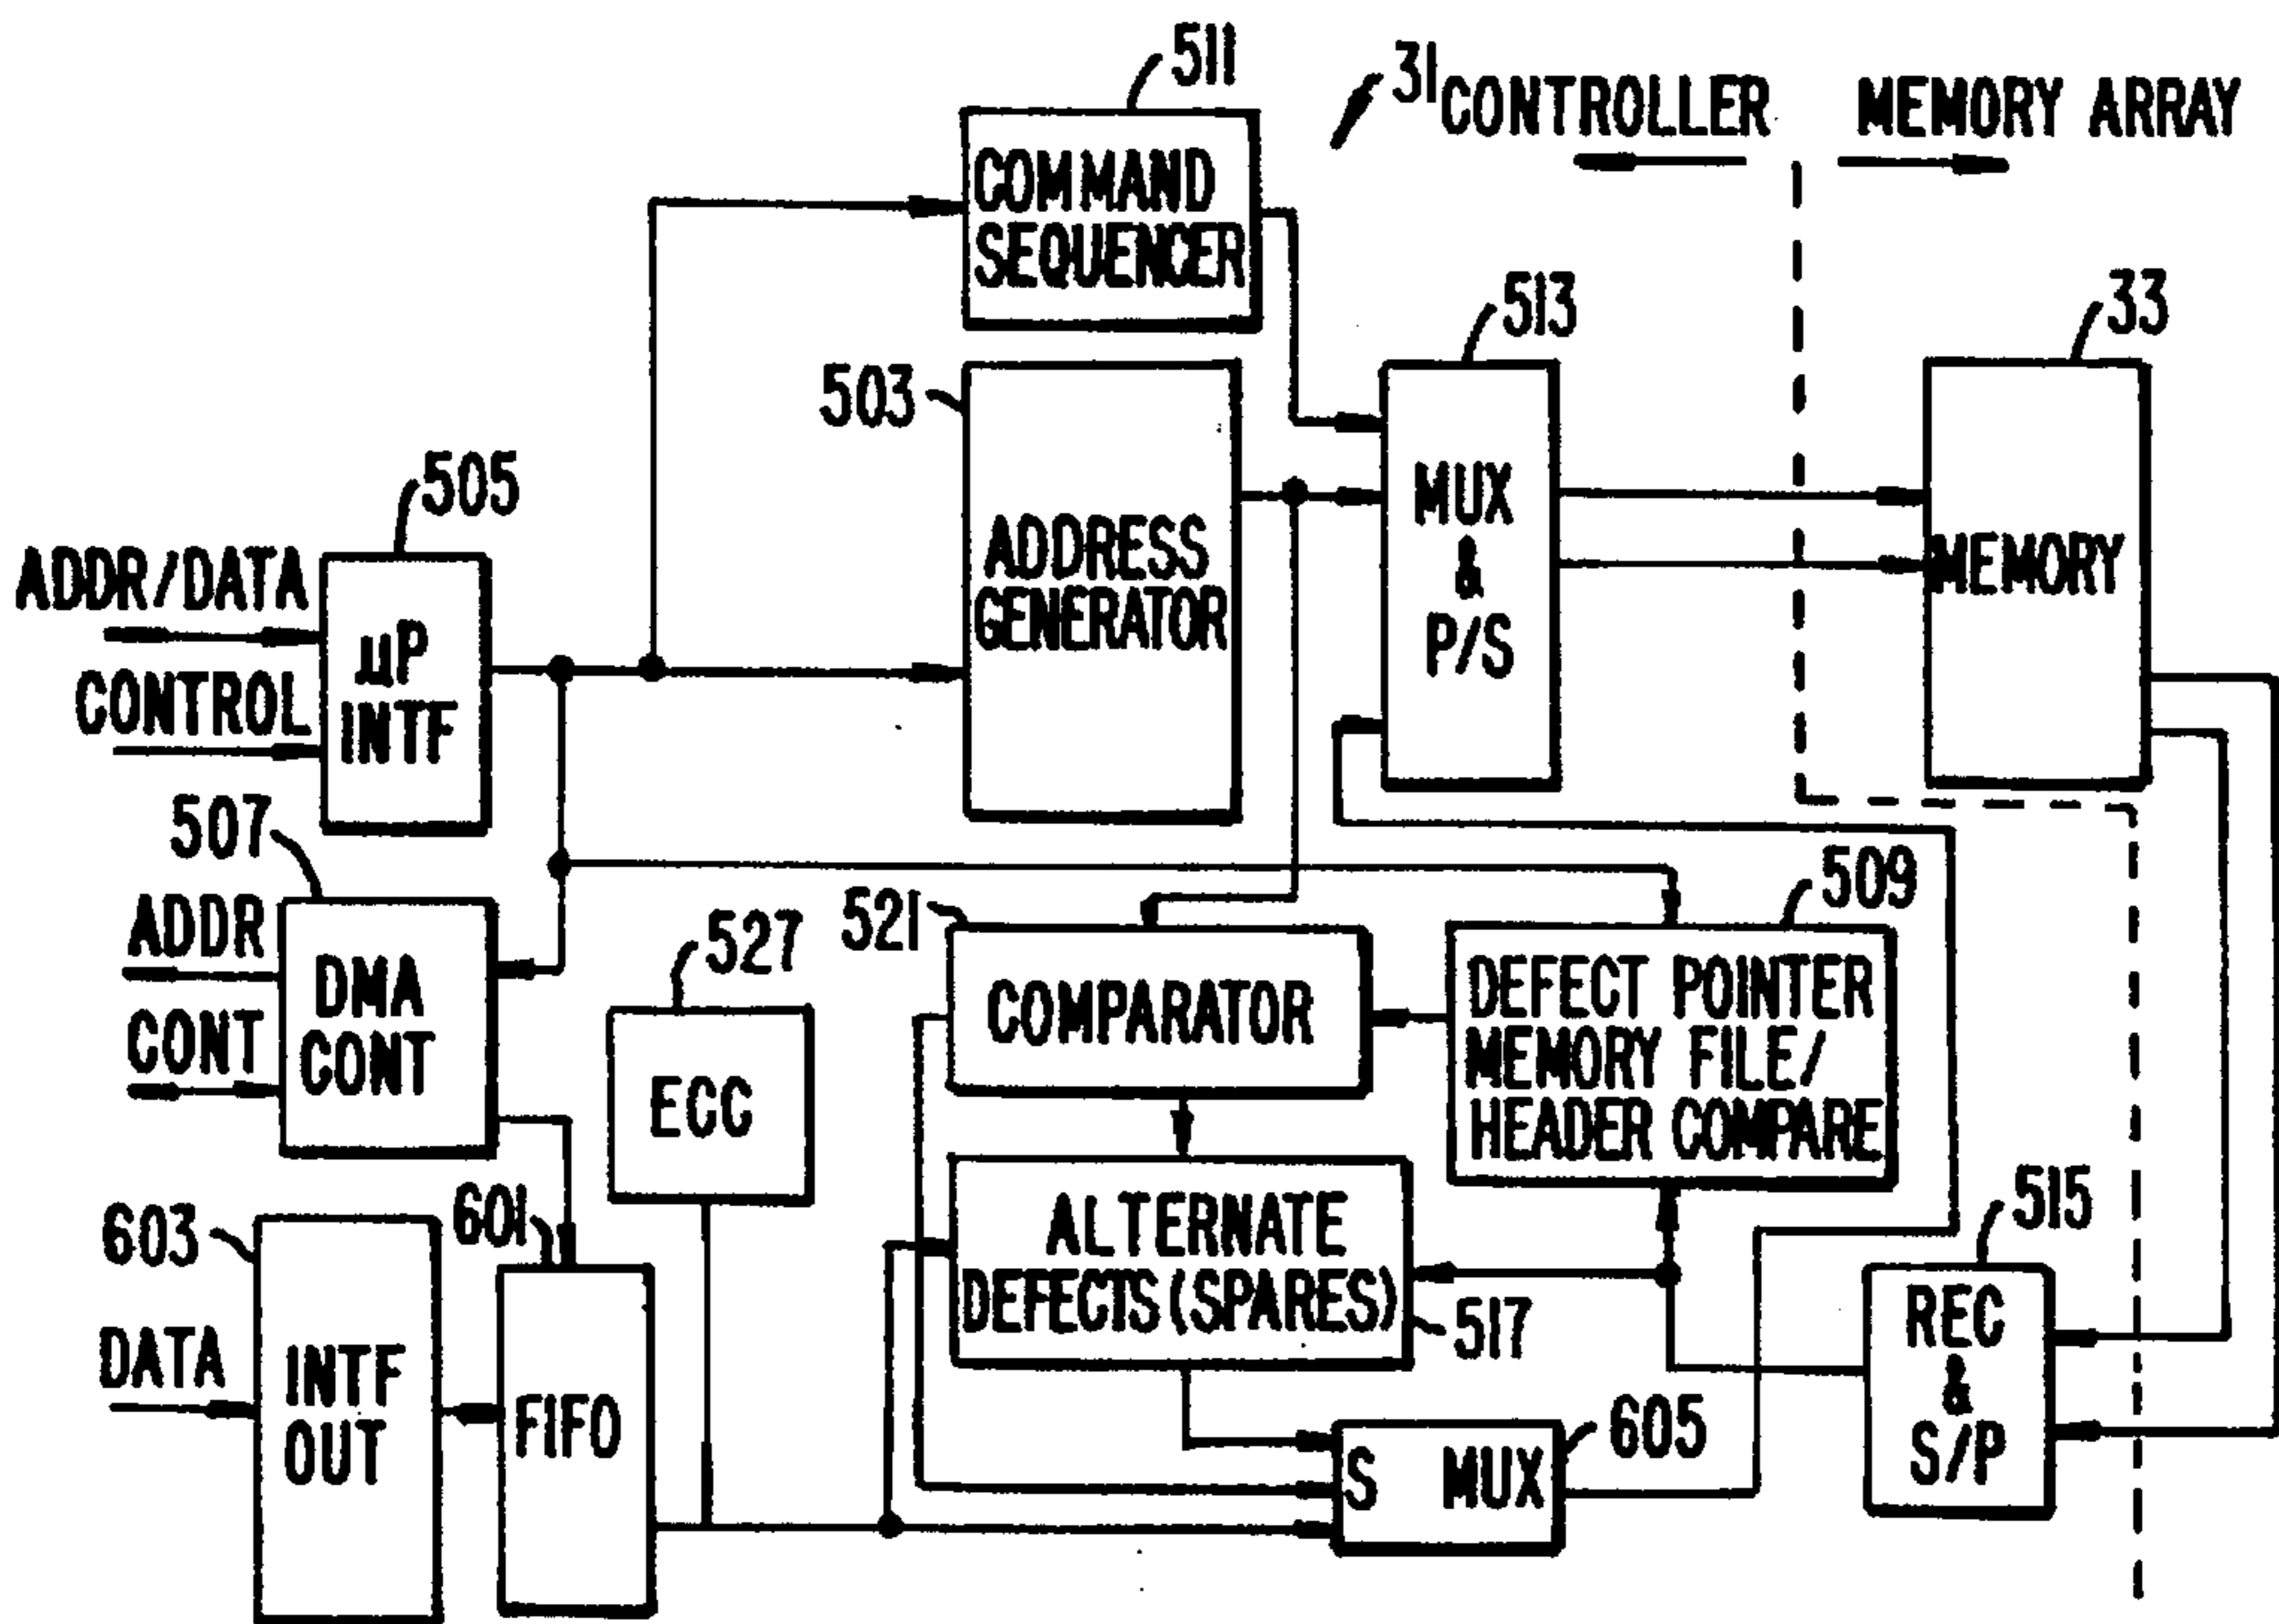 511
31
CONTROLLER
MEMORY ARRAY
COMMAND
SEQUENCER
513
33
503
505
ADDR/DATA
µP
INTF
CONTROL
ADDRESS
GENERATOR
MUX
&
P/S
MEMORY
507
ADDR
CONT
DMA
CONT
527
ECC
521
COMPARATOR
509
DEFECT POINTER
MEMORY FILE/
HEADER COMPARE
603
601
DATA
INTF
OUT
FIFO
ALTERNATE
DEFECTS (SPARES)
517
515
REC
&
S/P
605
S MUX